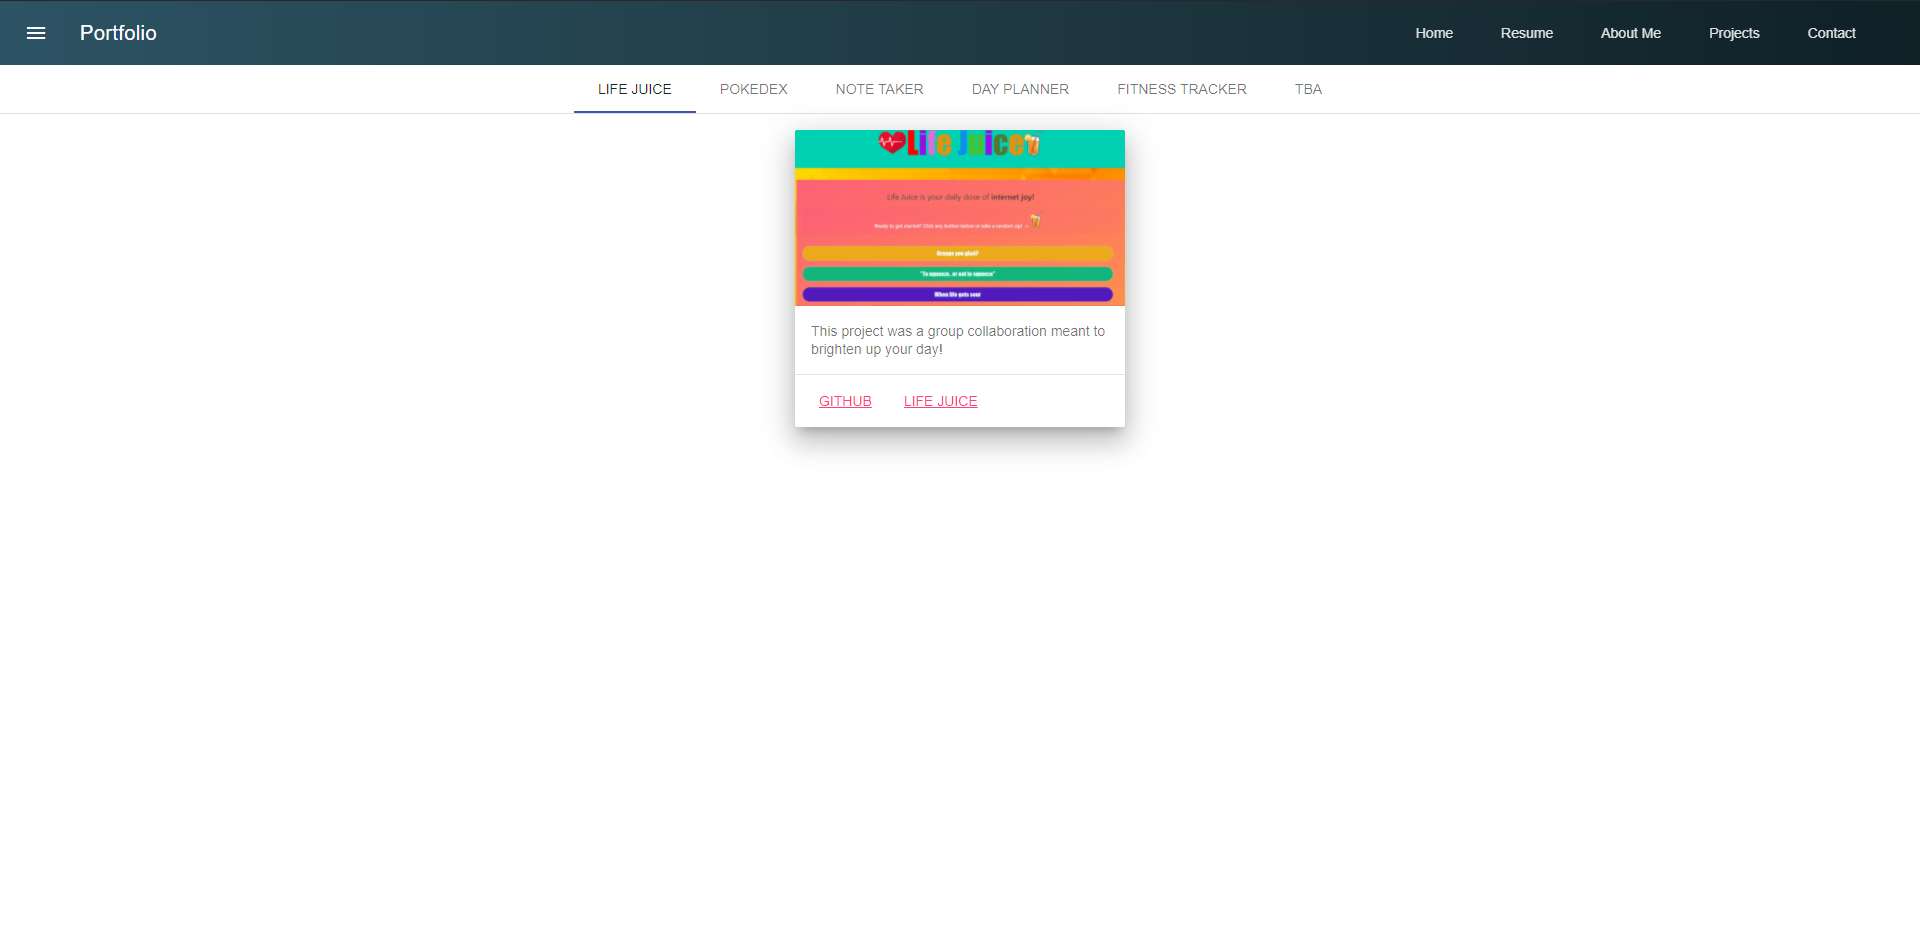 Portfolio
Home Resume About Me Projects Contact
LIFE JUICE POKEDEX NOTE TAKER DAY PLANNER FITNESS TRACKER TBA
Life Juice
Life Juice is your daily dose of internet joy!
Ready to get started? Click any button below or take a random sip! →
Orange you glad?
"To squeeze, or not to squeeze"
When life gets sour
This project was a group collaboration meant to
brighten up your day!
GITHUB LIFE JUICE